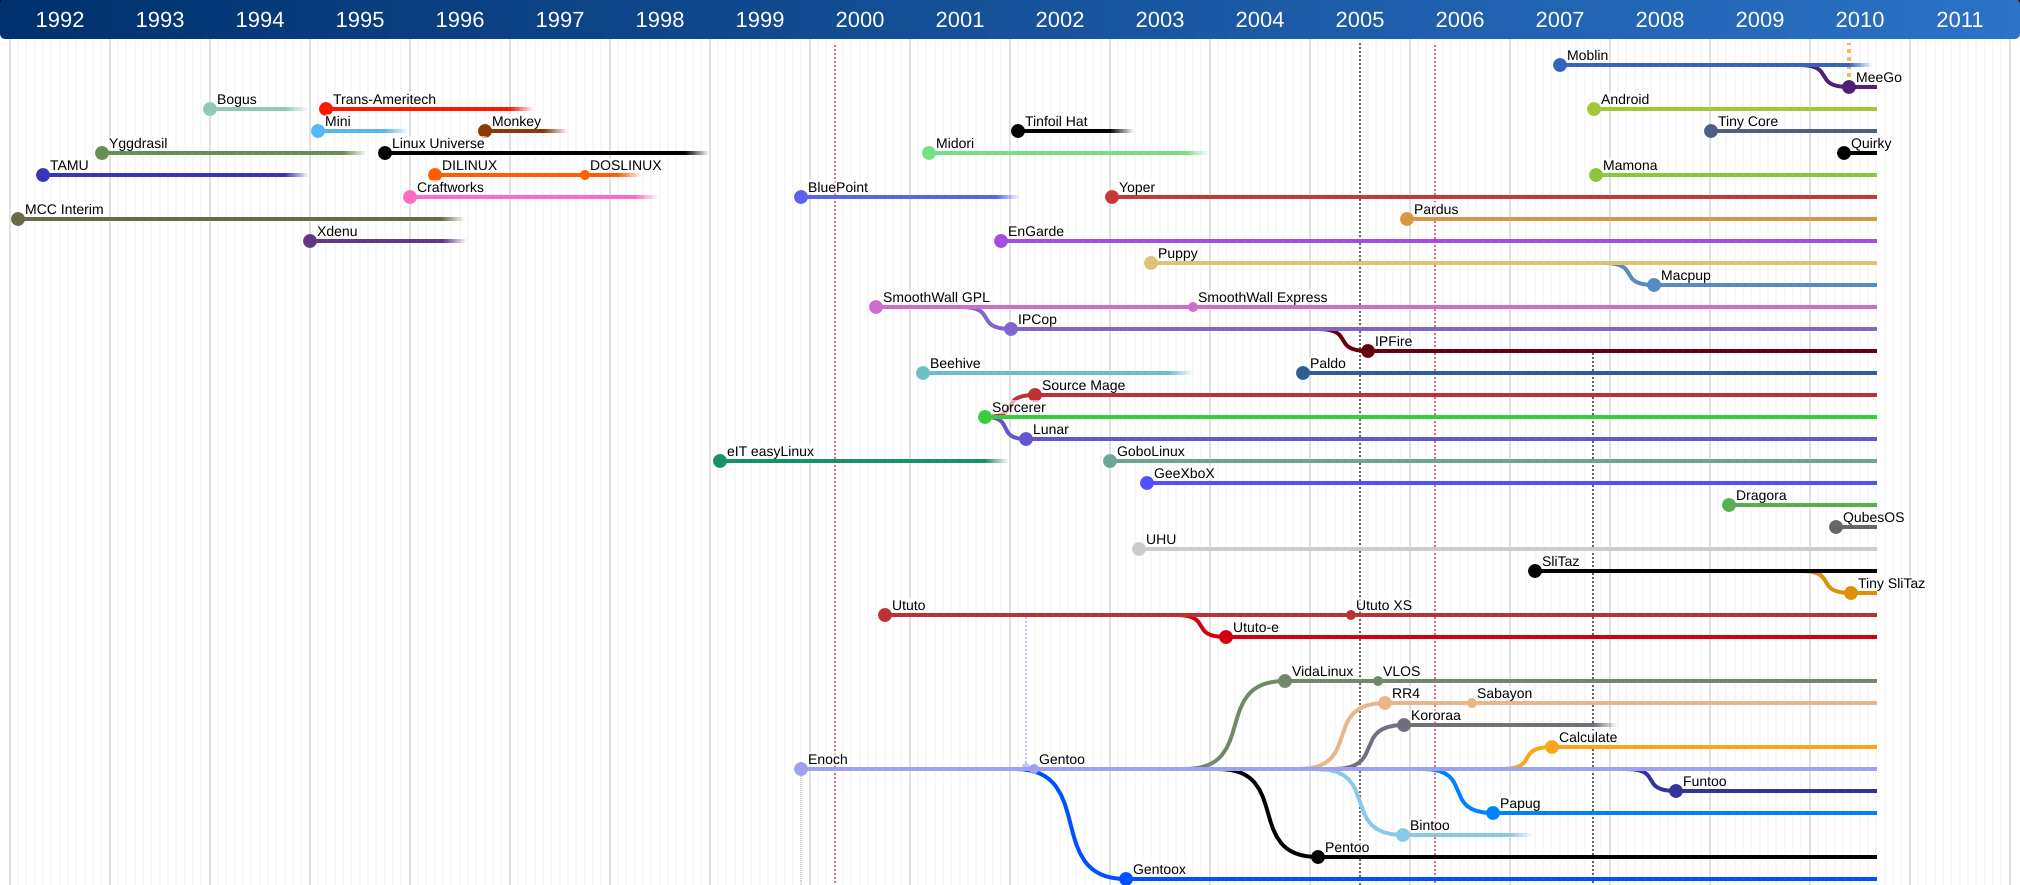 1992 1993 1994 1995 1996 1997 1998 1999 2000 2001 2002 2003 2004 2005 2006 2007 2008 2009 2010 2011
Moblin
MeeGo
Bogus Trans-Ameritech Android
Mini Monkey Tinfoil Hat Tiny Core
Yggdrasil Linux Universe Midori Quirky
TAMU DILINUX DOSLINUX Mamona
Craftworks BluePoint Yoper
MCC Interim Pardus
Xdenu EnGarde
Puppy
Macpup
SmoothWall GPL SmoothWall Express
IPCop
IPFire
Beehive Paldo
Source Mage
Sorcerer
Lunar
eIT easyLinux GoboLinux
GeeXboX
Dragora
QubesOS
UHU
SliTaz
Tiny SliTaz
Ututo Ututo XS
Ututo-e
VidaLinux VLOS
RR4 Sabayon
Kororaa
Calculate
Enoch Gentoo
Funtoo
Papug
Bintoo
Pentoo
Gentoox